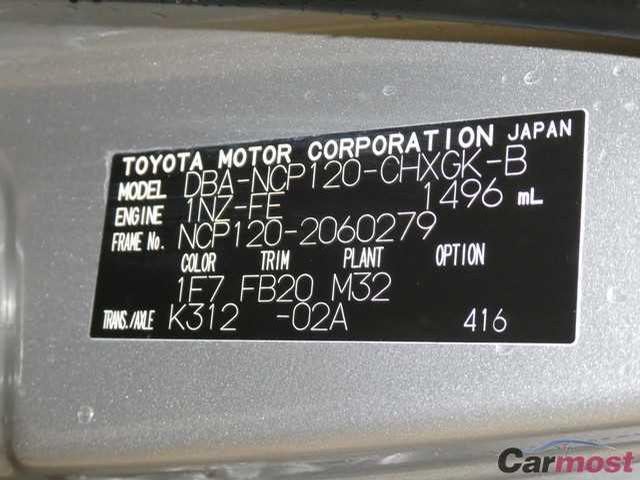 TOYOTA MOTOR CORPORATION JAPAN
MODEL DBA-NCP120-CHXGK-B
ENGINE 1NZ-FE 1496 mL
FRAME No. NCP120-2060279
COLOR TRIM PLANT OPTION
1F7 FB20 M32
TRANS./AXLE K312 -02A 416
Carmost